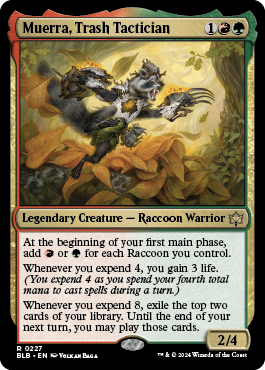 Muerra, Trash Tactician 1
Legendary Creature — Raccoon Warrior
At the beginning of your first main phase,
add or for each Raccoon you control.
Whenever you expend 4, you gain 3 life.
(You expend 4 as you spend your fourth total
mana to cast spells during a turn.)
Whenever you expend 8, exile the top two
cards of your library. Until the end of your
next turn, you may play those cards.
2/4
R 0227
BLB • EN Volkan Baga
™ & © 2024 Wizards of the Coast